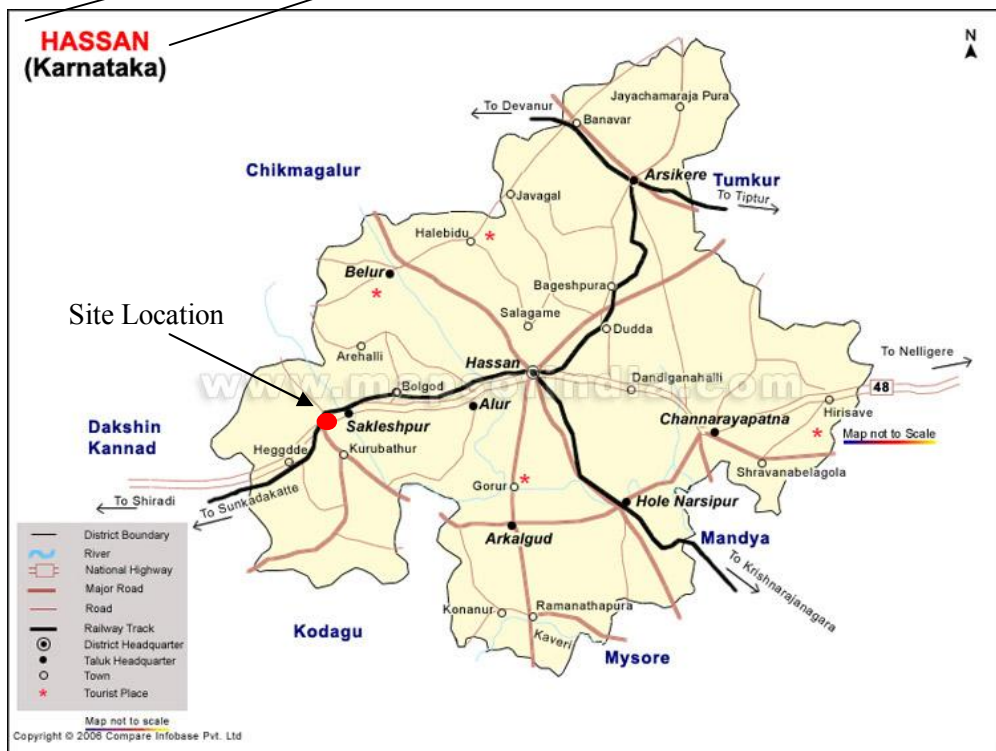 HASSAN
(Karnataka)
N
Jayachamaraja Pura
To Devanur
Banavar
Chikmagalur
Arsikere
Tumkur
To Tiptur
Javagal
Halebidu
Belur
Bageshpura
Site Location
Salagame
Dudda
Arehalli
Hassan
To Nelligere
www.mapsofindia.com
Bolgod
Dandiganahalli
48
Alur
Hirisave
Sakleshpur
Channarayapatna
Map not to Scale
Dakshin
Kannad
Heggdde
Kurubathur
Shravanabelagola
To Shiradi
To Sunkadakatte
Gorur
Hole Narsipur
Arkalgud
Mandya
To Krishnarajanagara
Konanur
Ramanathapura
Kodagu
Kaveri
Mysore
District Boundary
River
National Highway
Major Road
Road
Railway Track
District Headquarter
Taluk Headquarter
Town
Tourist Place
Map not to scale
Copyright © 2006 Compare Infobase Pvt. Ltd